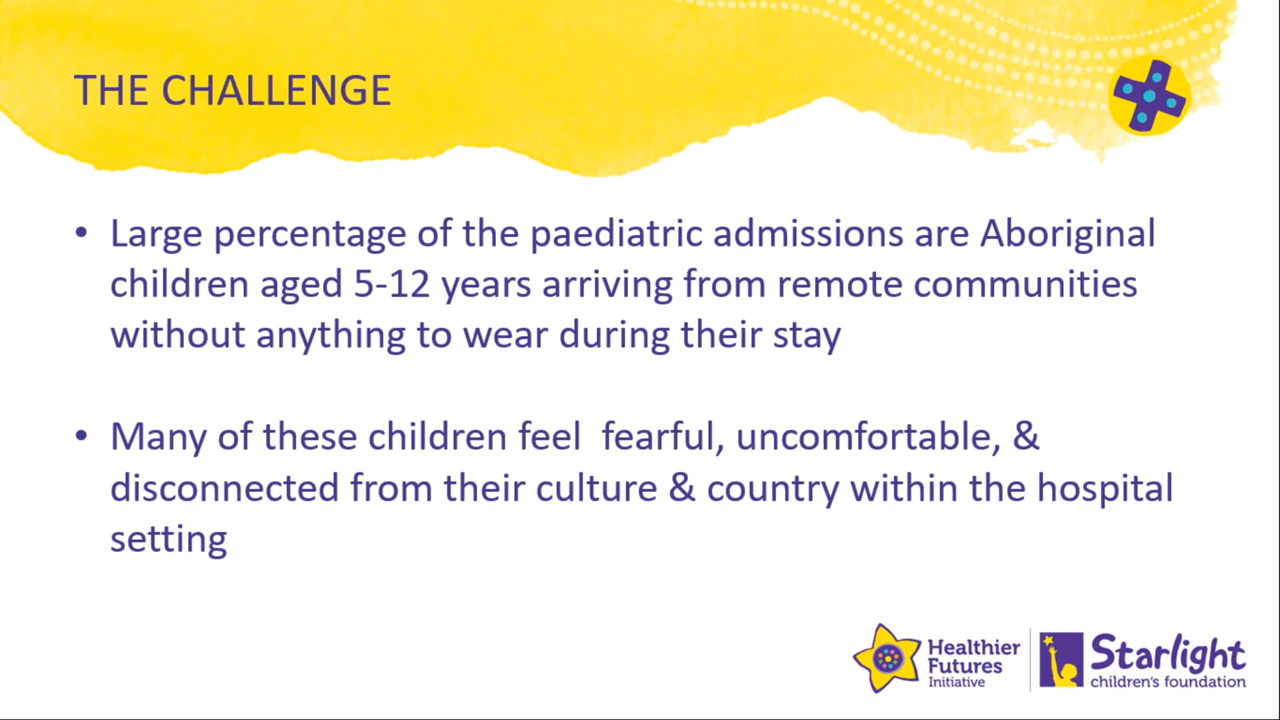 THE CHALLENGE
• Large percentage of the paediatric admissions are Aboriginal
children aged 5-12 years arriving from remote communities
without anything to wear during their stay
• Many of these children feel  fearful, uncomfortable, &
disconnected from their culture & country within the hospital
setting
Healthier
Futures
Initiative
Starlight
children's foundation